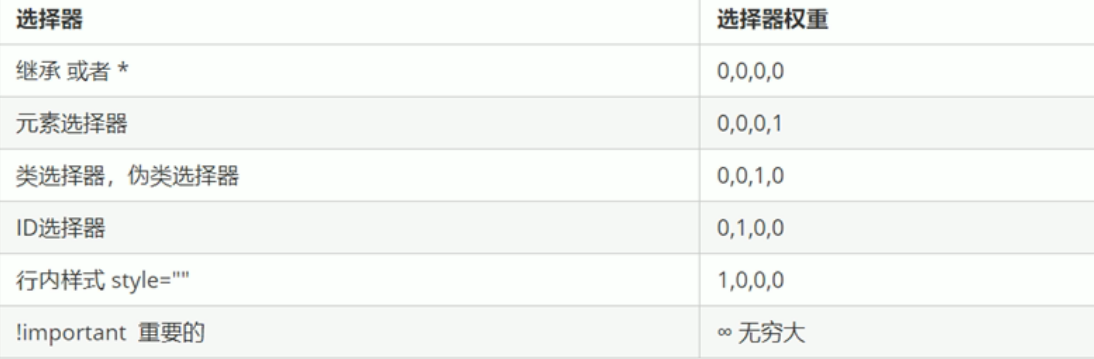 选择器 选择器权重
继承 或者 * 0,0,0,0
元素选择器 0,0,0,1
类选择器，伪类选择器 0,0,1,0
ID选择器 0,1,0,0
行内样式 style="" 1,0,0,0
!important 重要的 ∞ 无穷大